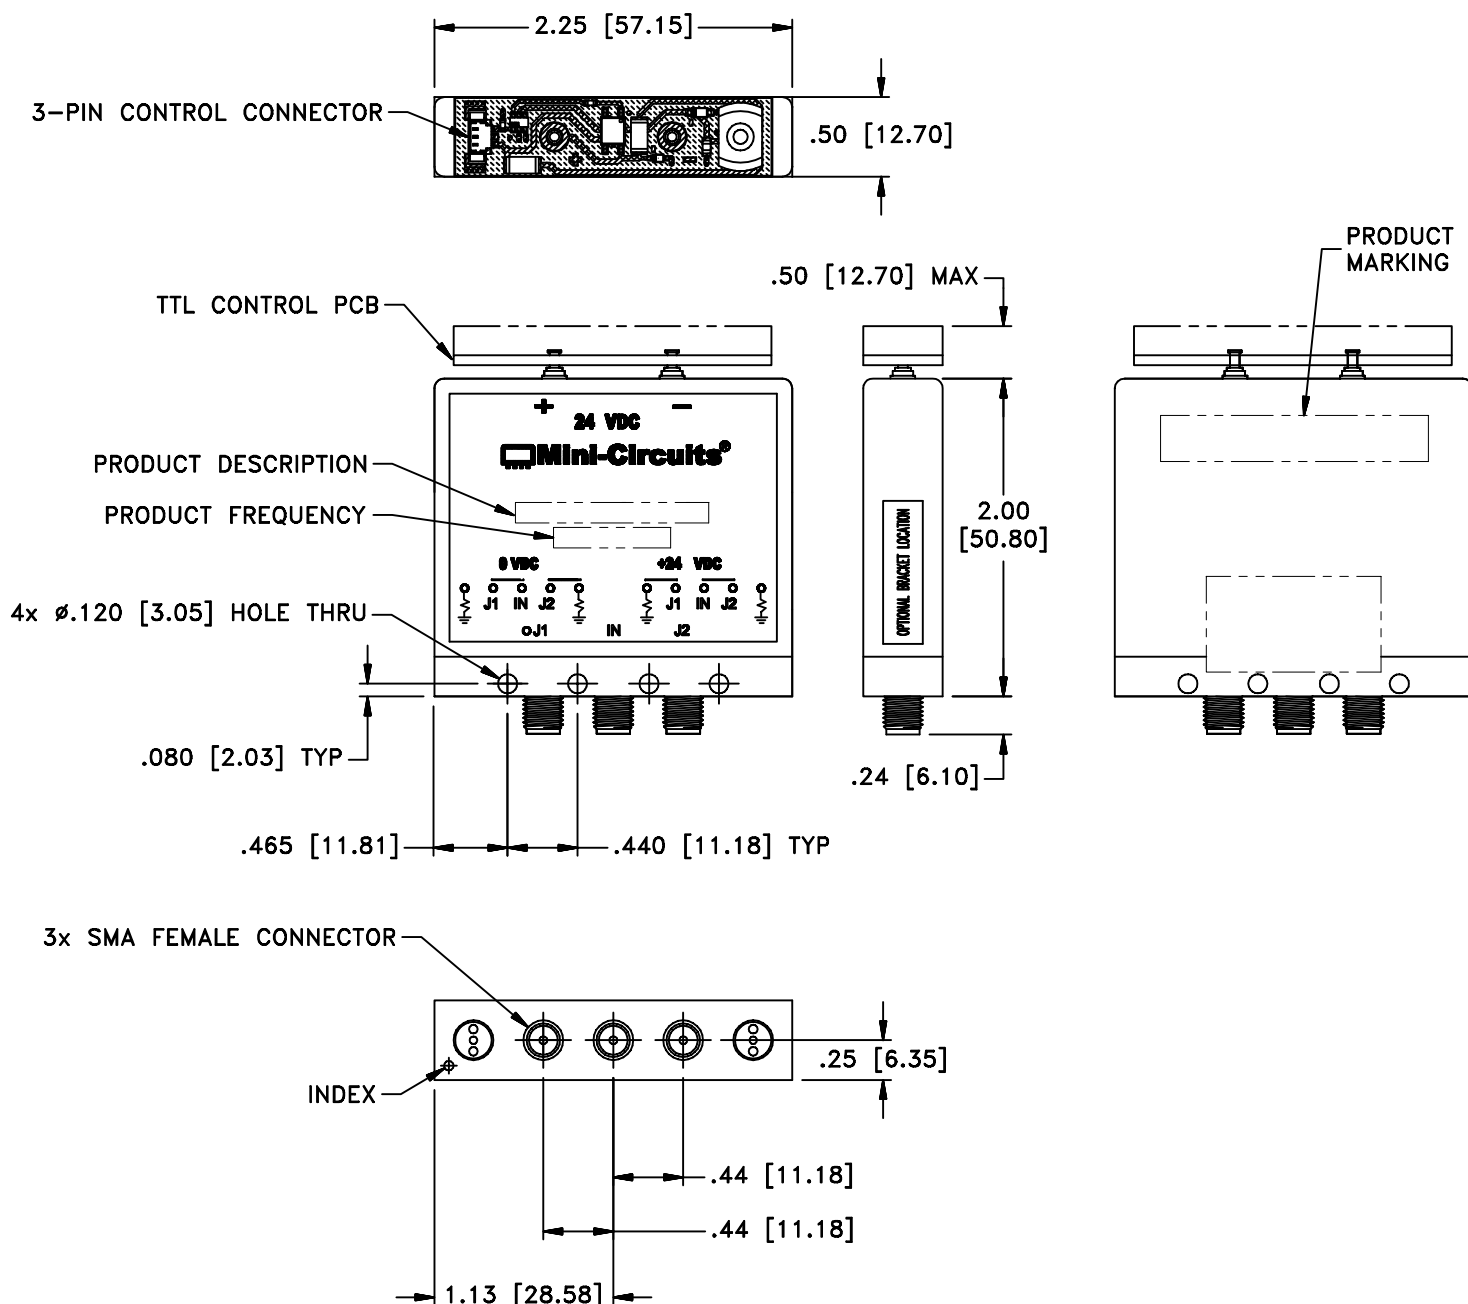 2.25 [57.15]
3-PIN CONTROL CONNECTOR
.50 [12.70]
PRODUCT
MARKING
.50 [12.70] MAX
TTL CONTROL PCB
+ −
24 VDC
Mini-Circuits®
PRODUCT DESCRIPTION
PRODUCT FREQUENCY
2.00
[50.80]
OPTIONAL BRACKET LOCATION
0 VDC
+24 VDC
J1 IN J2
J1 IN J2
4x ø.120 [3.05] HOLE THRU
J1 IN J2
.080 [2.03] TYP
.24 [6.10]
.465 [11.81]
.440 [11.18] TYP
3x SMA FEMALE CONNECTOR
.25 [6.35]
INDEX
.44 [11.18]
.44 [11.18]
1.13 [28.58]